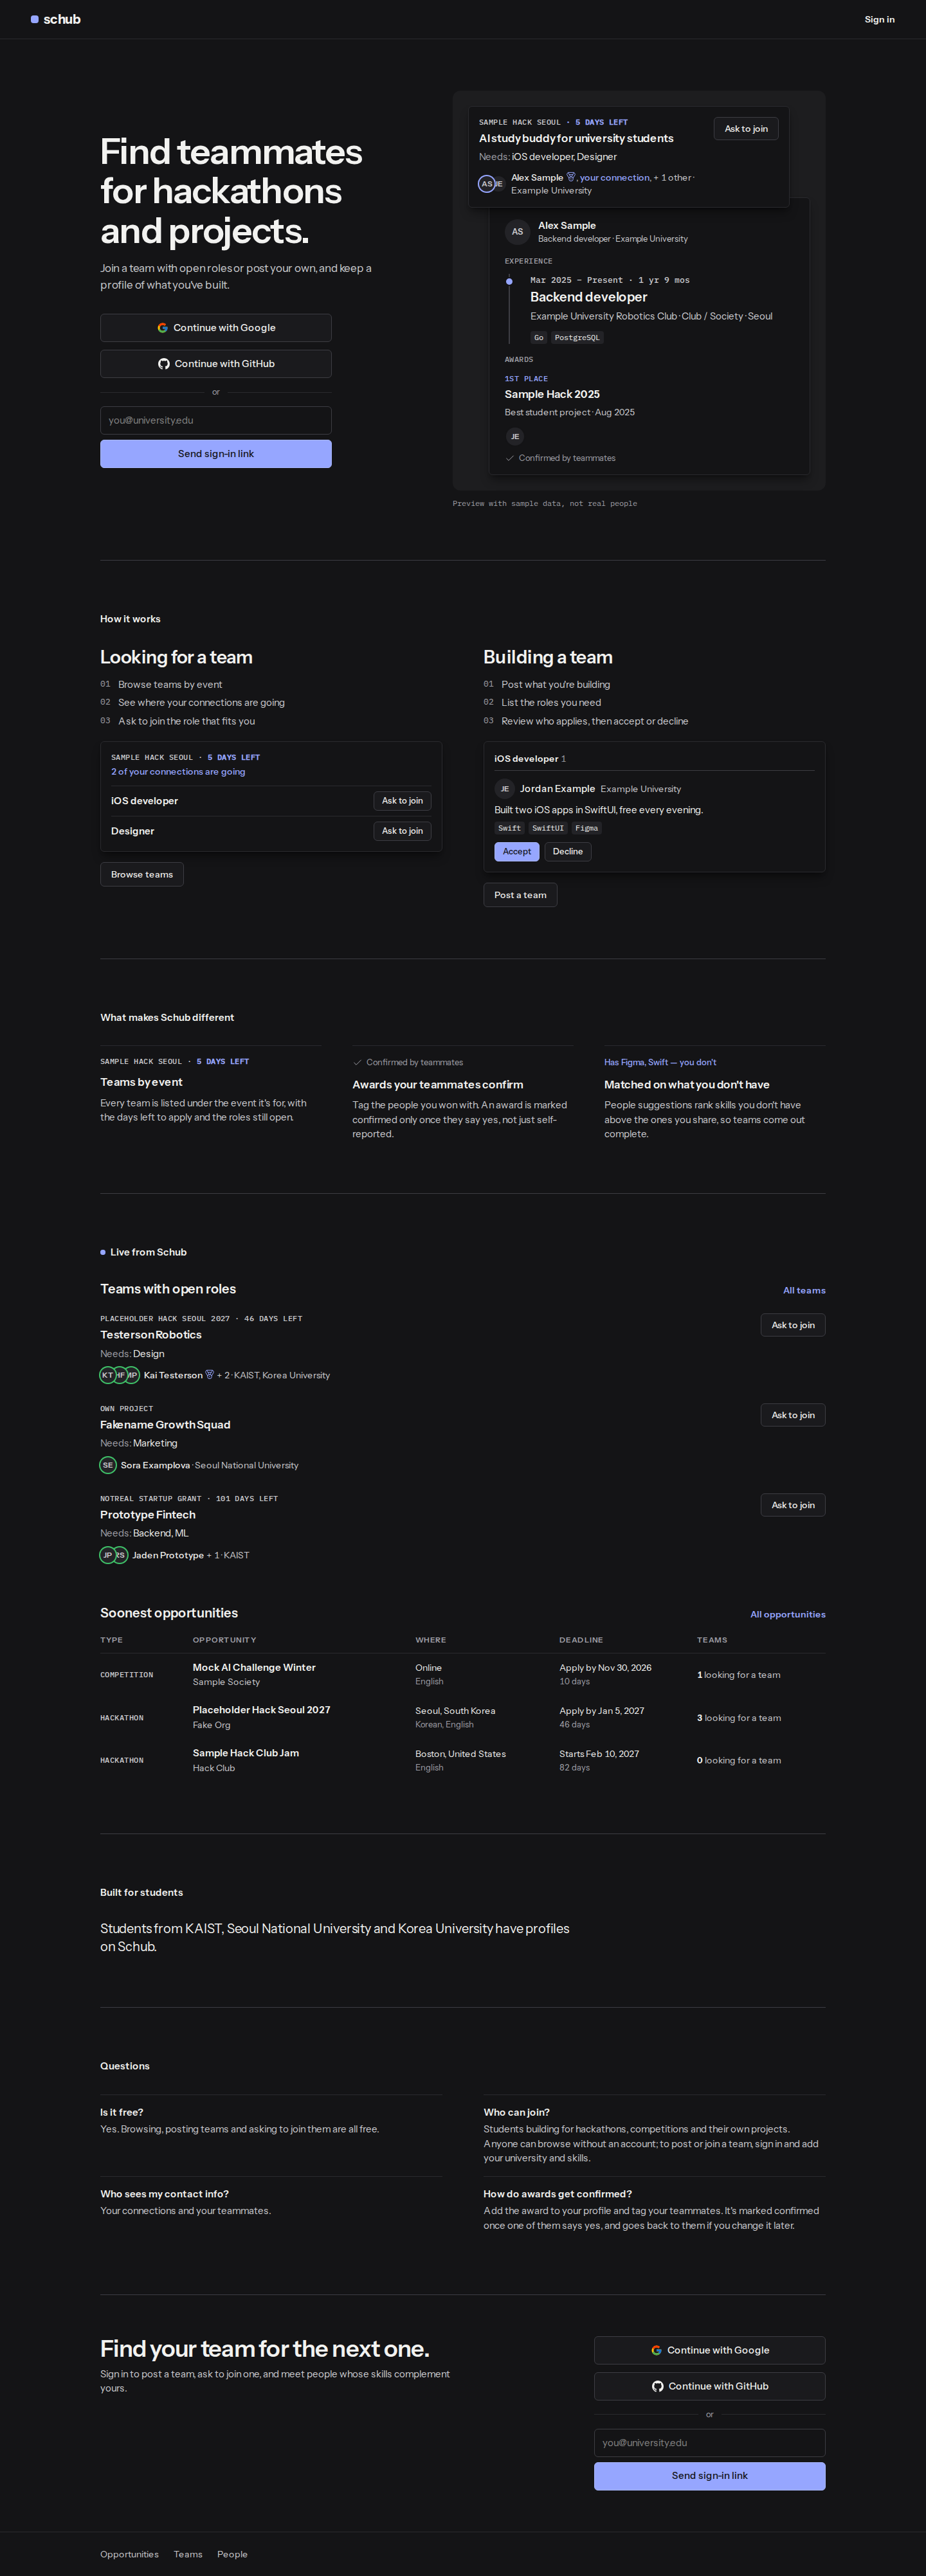 schub
Sign in
Find teammates
for hackathons
and projects.
Join a team with open roles or post your own, and keep a
profile of what you've built.
Continue with Google
Continue with GitHub
or
you@university.edu
Send sign-in link
SAMPLE HACK SEOUL · 5 DAYS LEFT
AI study buddy for university students
Needs: iOS developer, Designer
AS JE
Alex Sample , your connection, + 1 other ·
Example University
Ask to join
AS
Alex Sample
Backend developer · Example University
EXPERIENCE
Mar 2025 – Present · 1 yr 9 mos
Backend developer
Example University Robotics Club · Club / Society · Seoul
Go PostgreSQL
AWARDS
1ST PLACE
Sample Hack 2025
Best student project · Aug 2025
JE
Confirmed by teammates
Preview with sample data, not real people
How it works
Looking for a team
01 Browse teams by event
02 See where your connections are going
03 Ask to join the role that fits you
SAMPLE HACK SEOUL · 5 DAYS LEFT
2 of your connections are going
iOS developer
Ask to join
Designer
Ask to join
Browse teams
Building a team
01 Post what you're building
02 List the roles you need
03 Review who applies, then accept or decline
iOS developer 1
JE Jordan Example Example University
Built two iOS apps in SwiftUI, free every evening.
Swift SwiftUI Figma
Accept Decline
Post a team
What makes Schub different
SAMPLE HACK SEOUL · 5 DAYS LEFT
Teams by event
Every team is listed under the event it's for, with
the days left to apply and the roles still open.
Confirmed by teammates
Awards your teammates confirm
Tag the people you won with. An award is marked
confirmed only once they say yes, not just self-
reported.
Has Figma, Swift — you don't
Matched on what you don't have
People suggestions rank skills you don't have
above the ones you share, so teams come out
complete.
Live from Schub
Teams with open roles
All teams
PLACEHOLDER HACK SEOUL 2027 · 46 DAYS LEFT
Testerson Robotics
Needs: Design
KT HF MP Kai Testerson + 2 · KAIST, Korea University
Ask to join
OWN PROJECT
Fakename Growth Squad
Needs: Marketing
SE Sora Examplova · Seoul National University
Ask to join
NOTREAL STARTUP GRANT · 101 DAYS LEFT
Prototype Fintech
Needs: Backend, ML
JP RS Jaden Prototype + 1 · KAIST
Ask to join
Soonest opportunities
All opportunities
TYPE OPPORTUNITY WHERE DEADLINE TEAMS
COMPETITION
Mock AI Challenge Winter
Sample Society
Online
English
Apply by Nov 30, 2026
10 days
1 looking for a team
HACKATHON
Placeholder Hack Seoul 2027
Fake Org
Seoul, South Korea
Korean, English
Apply by Jan 5, 2027
46 days
3 looking for a team
HACKATHON
Sample Hack Club Jam
Hack Club
Boston, United States
English
Starts Feb 10, 2027
82 days
0 looking for a team
Built for students
Students from KAIST, Seoul National University and Korea University have profiles
on Schub.
Questions
Is it free?
Yes. Browsing, posting teams and asking to join them are all free.
Who can join?
Students building for hackathons, competitions and their own projects.
Anyone can browse without an account; to post or join a team, sign in and add
your university and skills.
Who sees my contact info?
Your connections and your teammates.
How do awards get confirmed?
Add the award to your profile and tag your teammates. It's marked confirmed
once one of them says yes, and goes back to them if you change it later.
Find your team for the next one.
Sign in to post a team, ask to join one, and meet people whose skills complement
yours.
Continue with Google
Continue with GitHub
or
you@university.edu
Send sign-in link
Opportunities Teams People